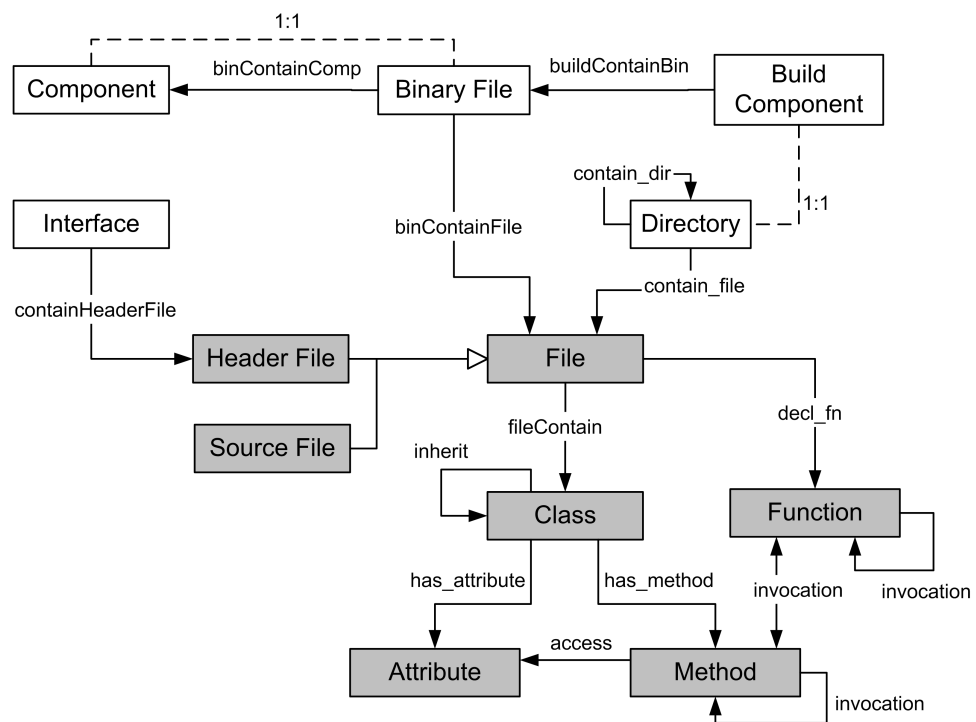 1:1
binContainComp
buildContainBin
Component
Binary File
Build
Component
contain_dir
1:1
Interface
Directory
binContainFile
contain_file
containHeaderFile
Header File
File
decl_fn
fileContain
Source File
inherit
Class
Function
has_attribute
has_method
invocation
invocation
access
Attribute
Method
invocation